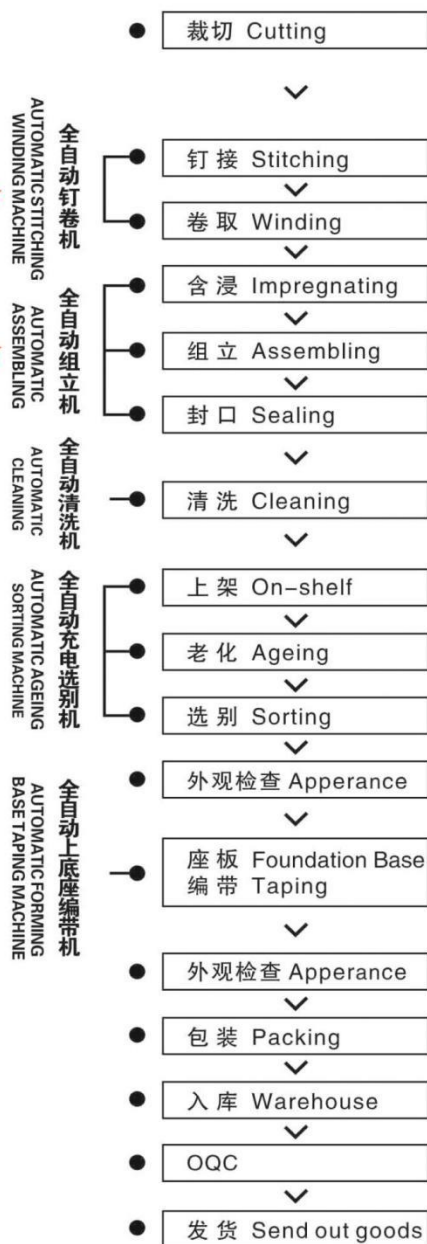 裁切 Cutting
全自动钉卷机
AUTOMATIC STITCHING
WINDING MACHINE
钉接 Stitching
卷取 Winding
全自动组立机
AUTOMATIC
ASSEMBLING
含浸 Impregnating
组立 Assembling
封口 Sealing
全自动清洗机
AUTOMATIC
CLEANING
清洗 Cleaning
全自动充电选别机
AUTOMATIC AGEING
SORTING MACHINE
上架 On-shelf
老化 Ageing
选别 Sorting
外观检查 Apperance
全自动上底座编带机
AUTOMATIC FORMING
BASE TAPING MACHINE
座板 Foundation Base
编带 Taping
外观检查 Apperance
包装 Packing
入库 Warehouse
OQC
发货 Send out goods